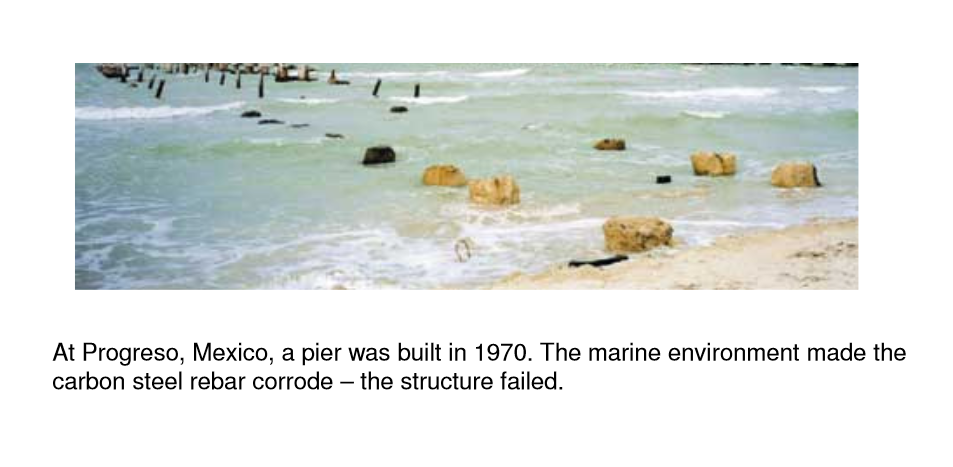 At Progreso, Mexico, a pier was built in 1970. The marine environment made the
carbon steel rebar corrode – the structure failed.